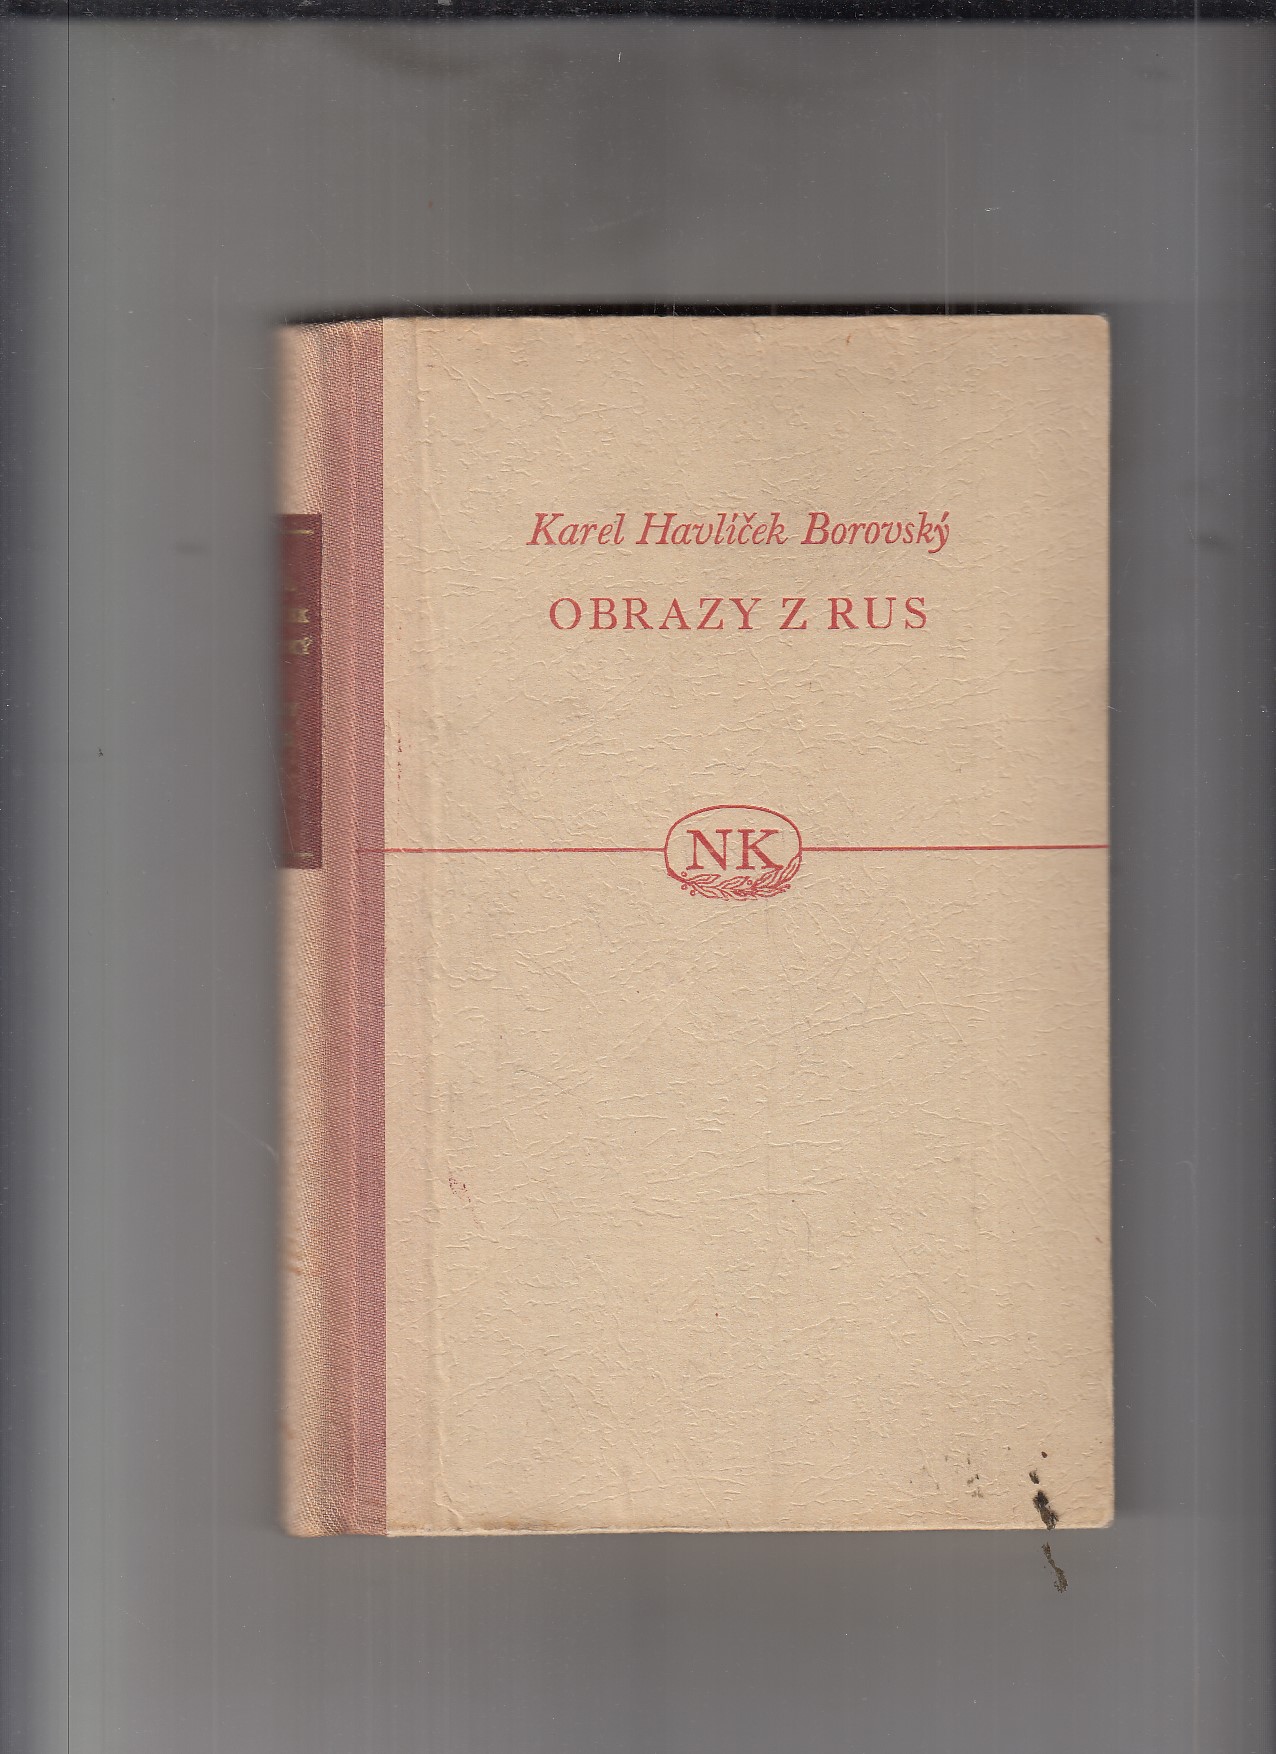 Karel Havlíček Borovský
OBRAZY Z RUS
NK